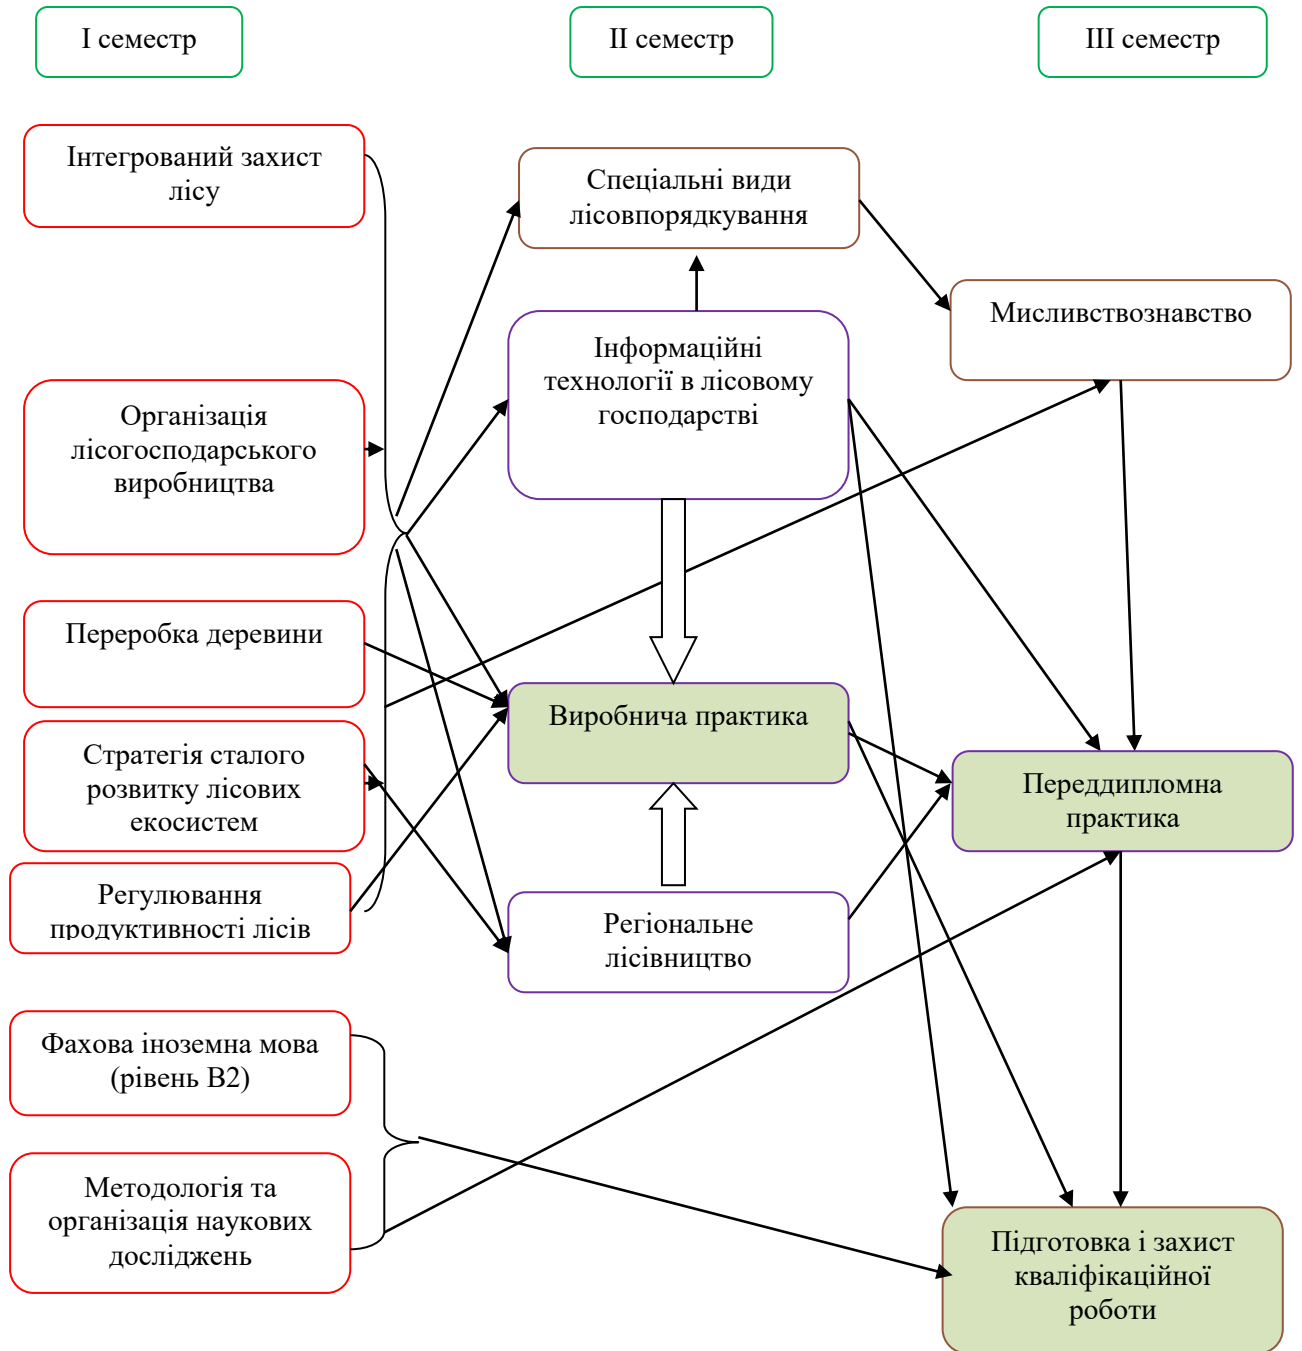 І семестр
ІІ семестр
ІІІ семестр
Інтегрований захист
лісу
Організація
лісогосподарського
виробництва
Переробка деревини
Стратегія сталого
розвитку лісових
екосистем
Регулювання
продуктивності лісів
Фахова іноземна мова
(рівень В2)
Методологія та
організація наукових
досліджень
Спеціальні види
лісовпорядкування
Інформаційні
технології в лісовому
господарстві
Виробнича практика
Регіональне
лісівництво
Мисливствознавство
Переддипломна
практика
Підготовка і захист
кваліфікаційної
роботи